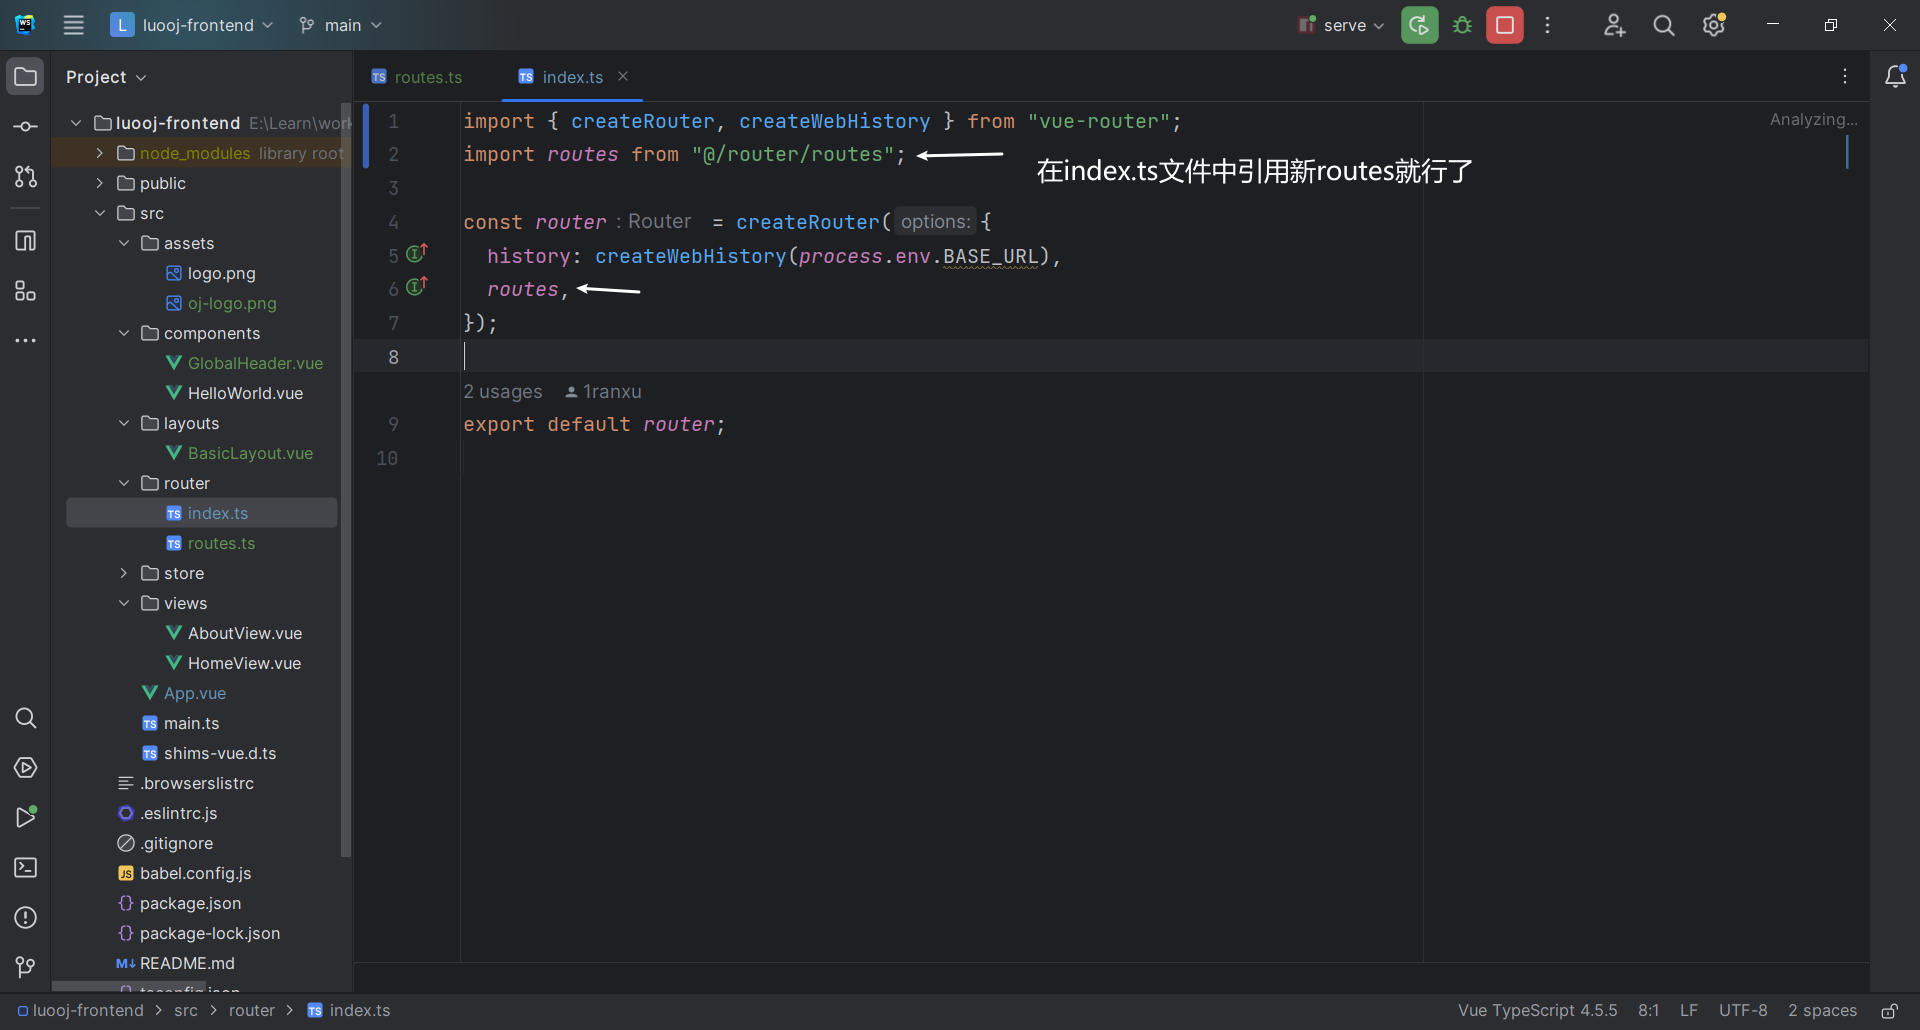 L luooj-frontend main serve
Project
luooj-frontend E:\Learn\work
node_modules library root
public
src
assets
logo.png
oj-logo.png
components
GlobalHeader.vue
HelloWorld.vue
layouts
BasicLayout.vue
router
index.ts
routes.ts
store
views
AboutView.vue
HomeView.vue
App.vue
main.ts
shims-vue.d.ts
.browserslistrc
.eslintrc.js
.gitignore
babel.config.js
package.json
package-lock.json
README.md
tsconfig.json
routes.ts index.ts
Analyzing...
1 import { createRouter, createWebHistory } from "vue-router";
2 import routes from "@/router/routes";
在index.ts文件中引用新routes就行了
3
4 const router : Router = createRouter( options: {
5 history: createWebHistory(process.env.BASE_URL),
6 routes,
7 });
8
2 usages 1ranxu
9 export default router;
10
luooj-frontend > src > router > index.ts
Vue TypeScript 4.5.5 8:1 LF UTF-8 2 spaces